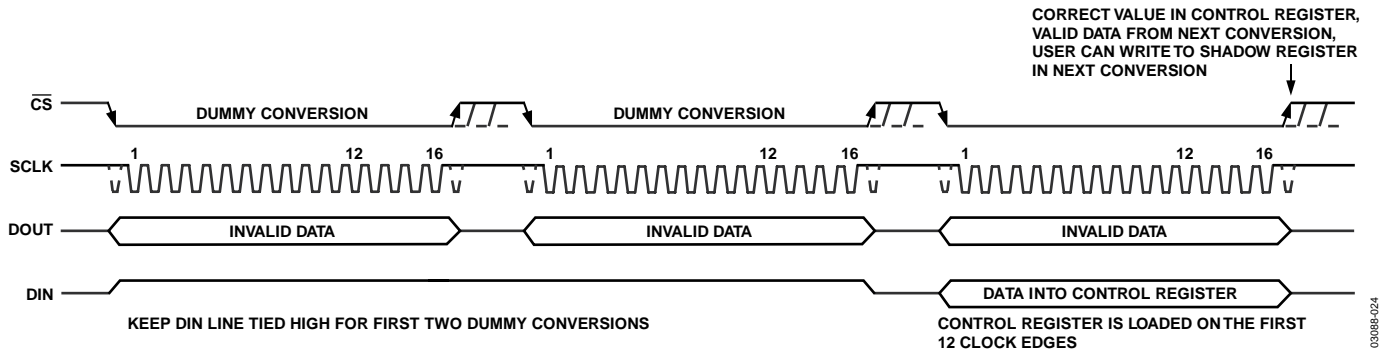 CORRECT VALUE IN CONTROL REGISTER,
VALID DATA FROM NEXT CONVERSION,
USER CAN WRITE TO SHADOW REGISTER
IN NEXT CONVERSION
CS
DUMMY CONVERSION
DUMMY CONVERSION
SCLK
1 12 16 1 12 16 1 12 16
DOUT
INVALID DATA
INVALID DATA
INVALID DATA
DIN
DATA INTO CONTROL REGISTER
KEEP DIN LINE TIED HIGH FOR FIRST TWO DUMMY CONVERSIONS
CONTROL REGISTER IS LOADED ON THE FIRST
12 CLOCK EDGES
03088-024